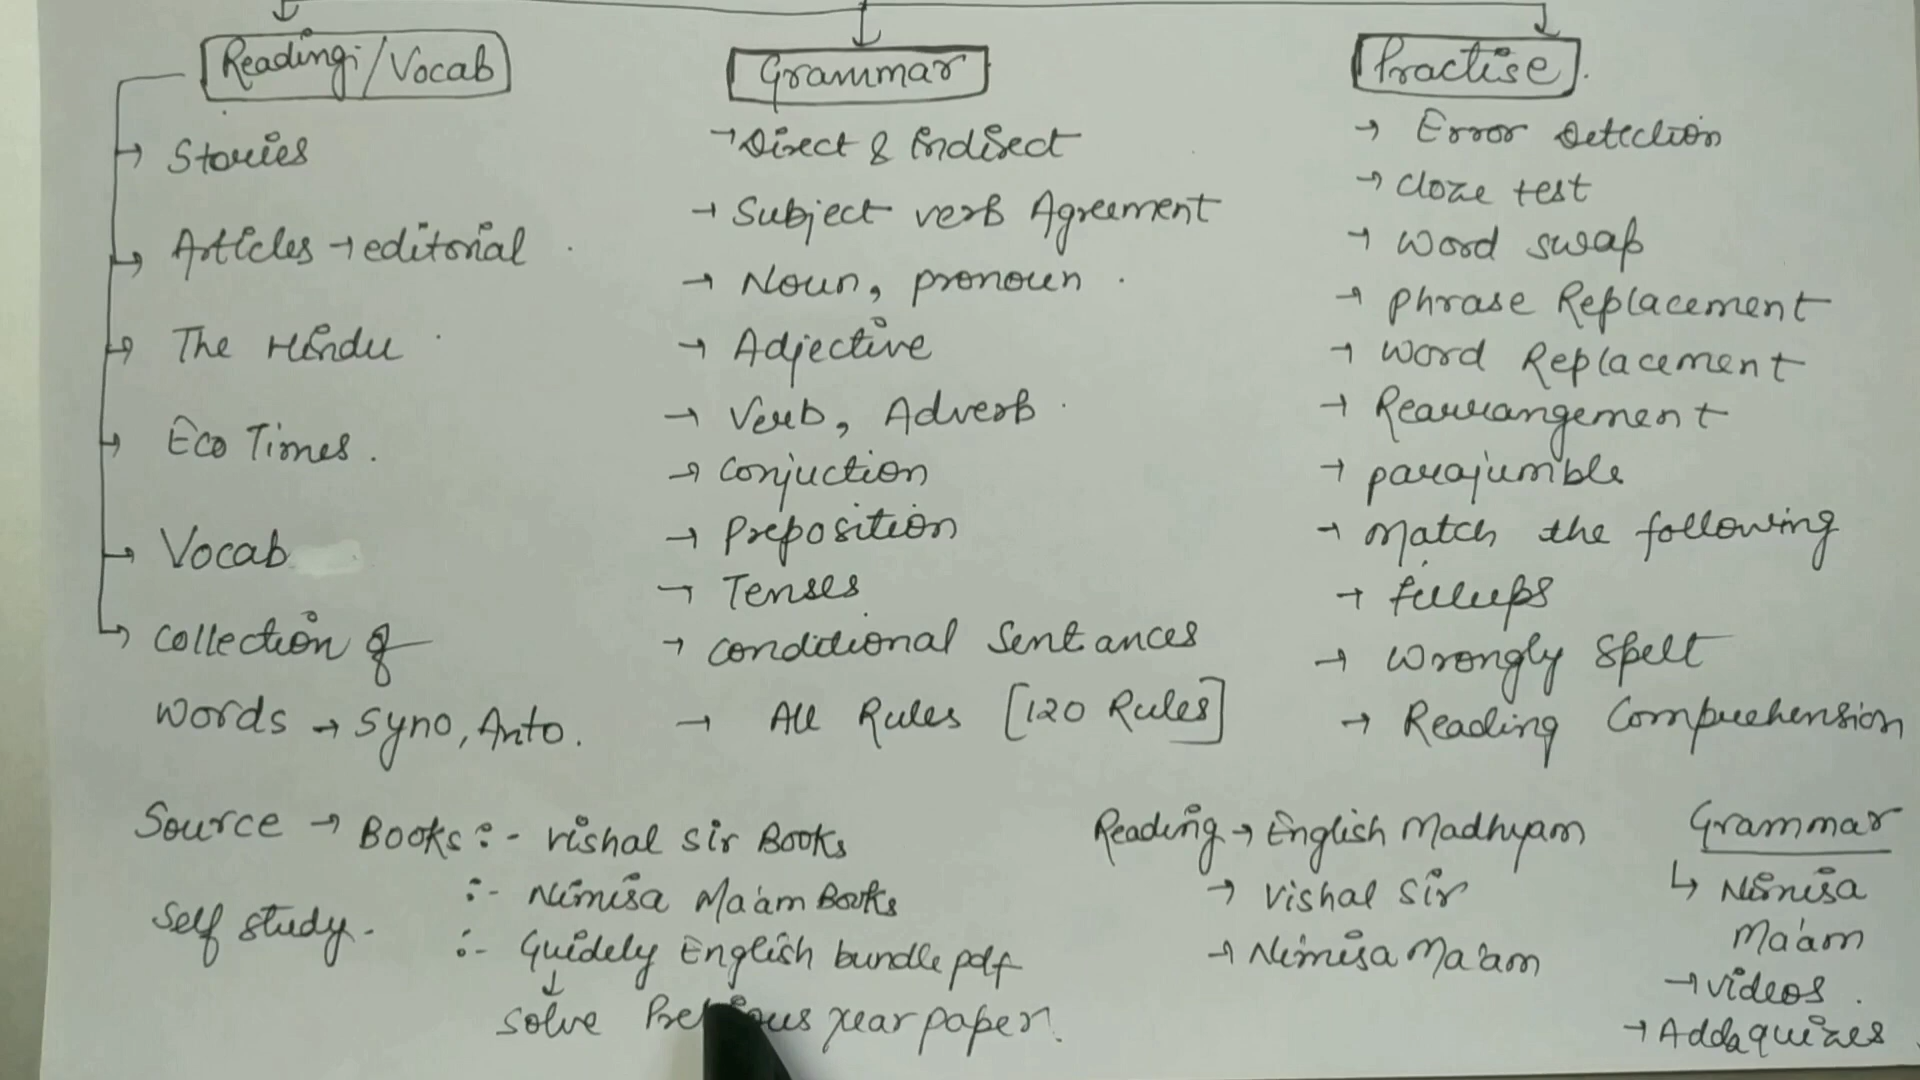 Reading:/Vocab
Stories
Articles → editorial
The Hindu
Eco Times.
Vocab
Collection of
words → Syno, Anto.
Grammar
→ Direct & Indirect
→ Subject verb Agreement
→ Noun, pronoun
→ Adjective
→ Verb, Adverb
→ Conjuction
→ Preposition
→ Tenses
→ Conditional Sentances
→ All Rules [120 Rules]
Practise.
→ Error Detection
→ Cloze test
→ Word swap
→ Phrase Replacement
→ Word Replacement
→ Rearrangement
→ parajumble
→ Match the following
→ fillups
→ Wrongly Spelt
→ Reading Comprehension
Source → Books :- Vishal Sir Books
:- Nimisa Ma'am Books
Self study.
:- Guidely English bundle pdf
↓
Solve year paper.
Reading → English Madhyam
→ Vishal Sir
→ Nimisa Ma'am
Grammar
↳ Nimisa
Ma'am
→ videos.
→ Adda quizes